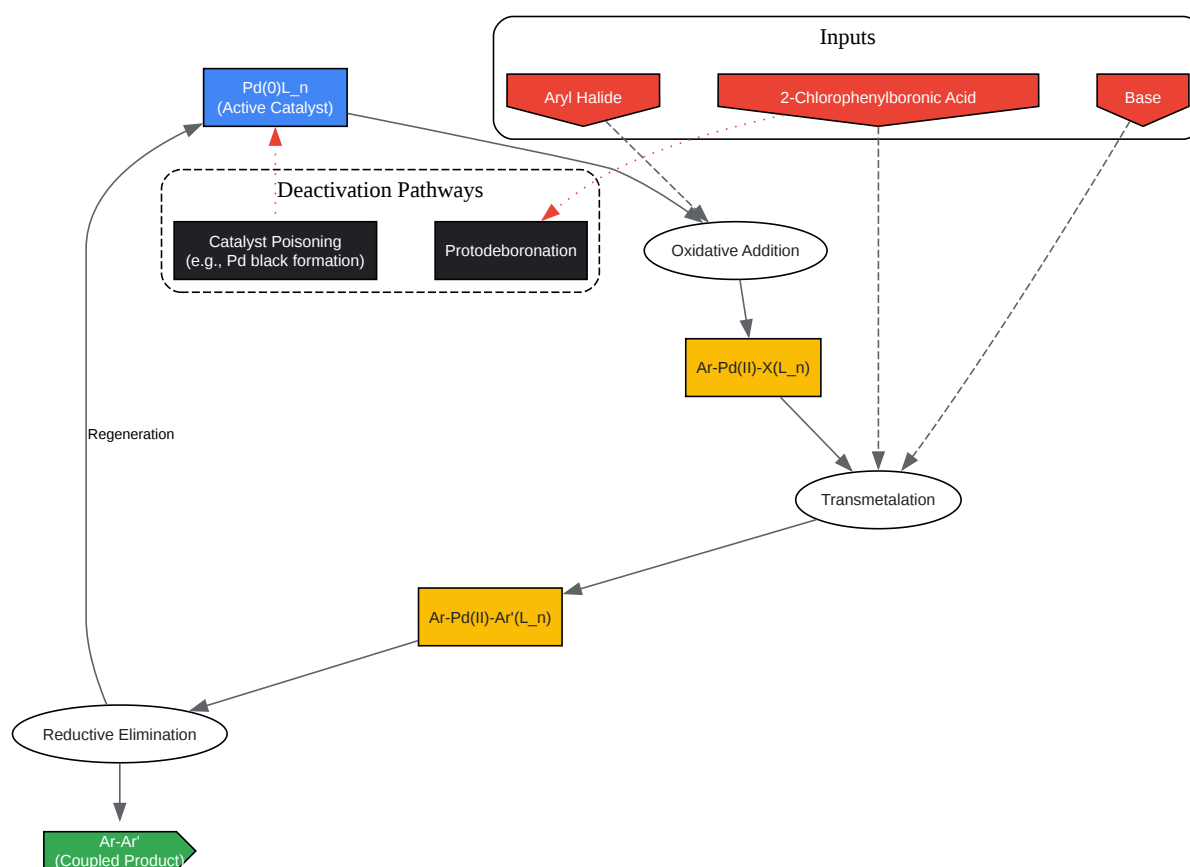 Inputs
Pd(0)L_n
(Active Catalyst)
Aryl Halide
2-Chlorophenylboronic Acid
Base
Deactivation Pathways
Catalyst Poisoning
(e.g., Pd black formation)
Protodeboronation
Oxidative Addition
Ar-Pd(II)-X(L_n)
Regeneration
Transmetalation
Ar-Pd(II)-Ar'(L_n)
Reductive Elimination
Ar-Ar'
(Coupled Product)